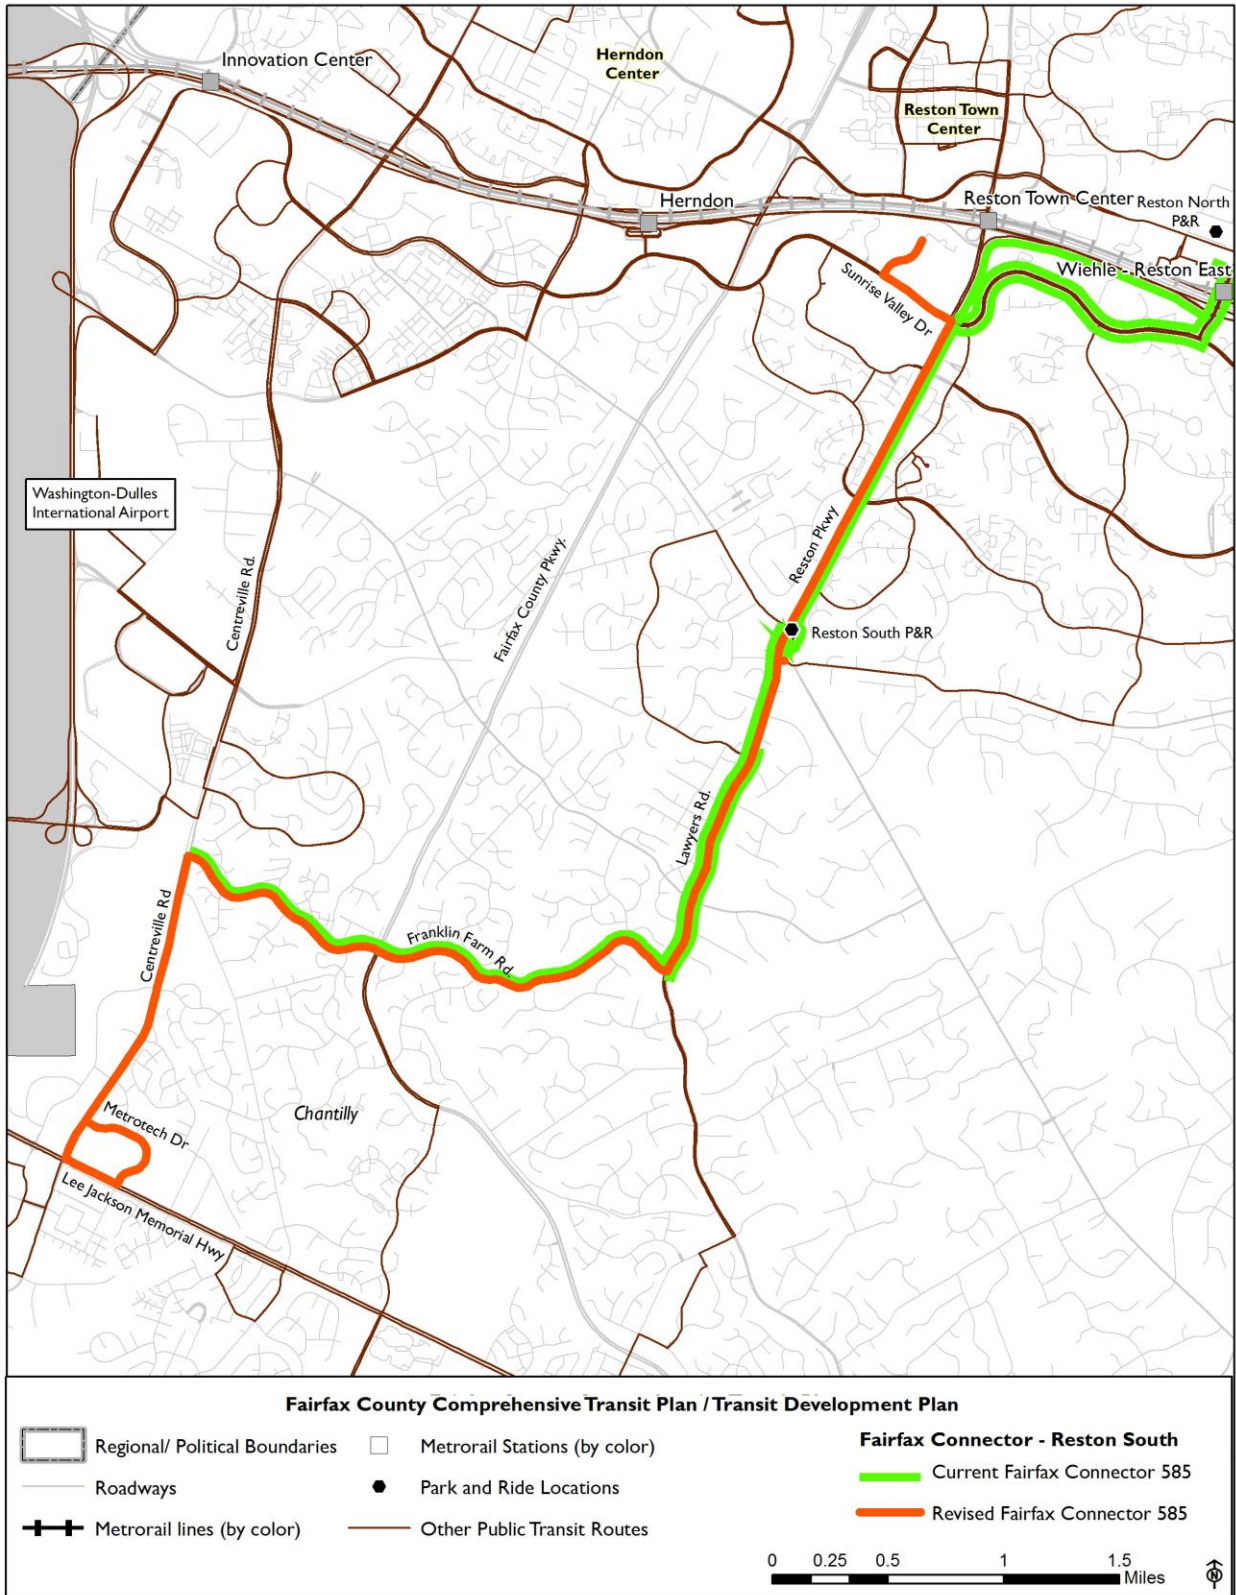 Innovation Center
Herndon
Center
Reston Town
Center
Herndon
Reston Town Center
Reston North
P&R
Wiehle - Reston East
Sunrise Valley Dr
Washington-Dulles
International Airport
Centreville Rd.
Fairfax County Pkwy.
Reston Pkwy
Reston South P&R
Lawyers Rd.
Franklin Farm Rd.
Centreville Rd
Metrotech Dr
Chantilly
Lee Jackson Memorial Hwy
Fairfax County Comprehensive Transit Plan / Transit Development Plan
Regional/ Political Boundaries
Metrorail Stations (by color)
Fairfax Connector - Reston South
Roadways
Park and Ride Locations
Current Fairfax Connector 585
Metrorail lines (by color)
Other Public Transit Routes
Revised Fairfax Connector 585
0 0.25 0.5 1 1.5
Miles
N